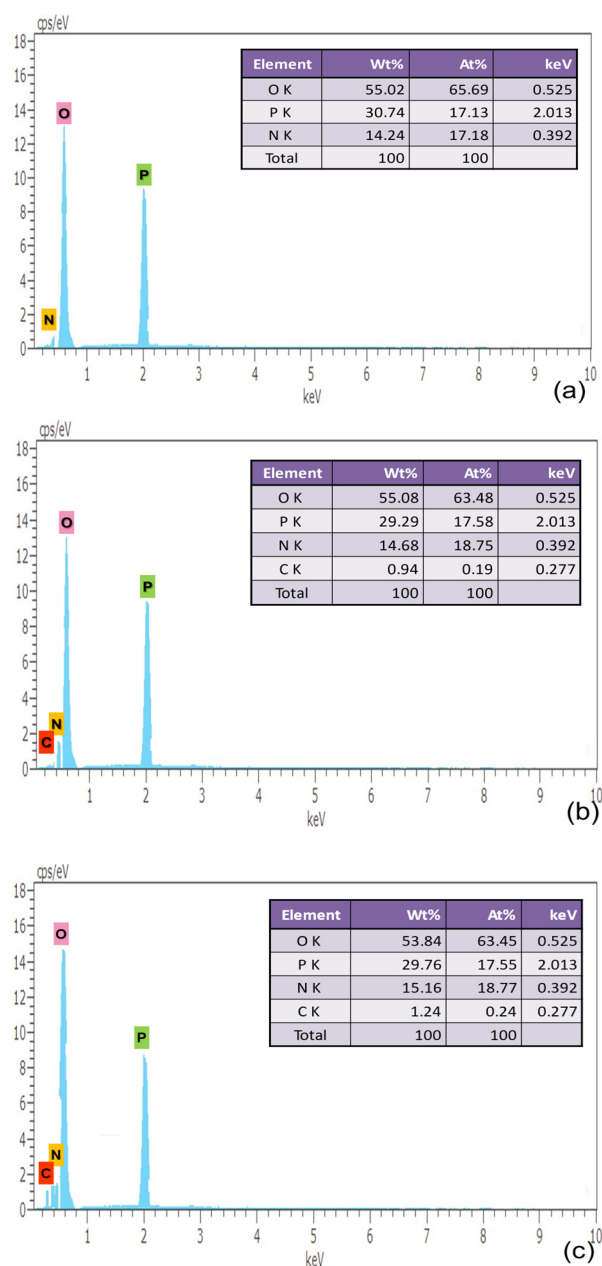 cps/eV
18
16
14
12
10
8
6
4
2
0
Element Wt% At% keV
O K 55.02 65.69 0.525
P K 30.74 17.13 2.013
N K 14.24 17.18 0.392
Total 100 100
O
P
N
1 2 3 4 5 6 7 8 9 10
keV
(a)
cps/eV
18
16
14
12
10
8
6
4
2
0
Element Wt% At% keV
O K 55.08 63.48 0.525
P K 29.29 17.58 2.013
N K 14.68 18.75 0.392
C K 0.94 0.19 0.277
Total 100 100
O
P
N
C
1 2 3 4 5 6 7 8 9 10
keV
(b)
cps/eV
18
16
14
12
10
8
6
4
2
0
Element Wt% At% keV
O K 53.84 63.45 0.525
P K 29.76 17.55 2.013
N K 15.16 18.77 0.392
C K 1.24 0.24 0.277
Total 100 100
O
P
N
C
1 2 3 4 5 6 7 8 9 10
keV
(c)